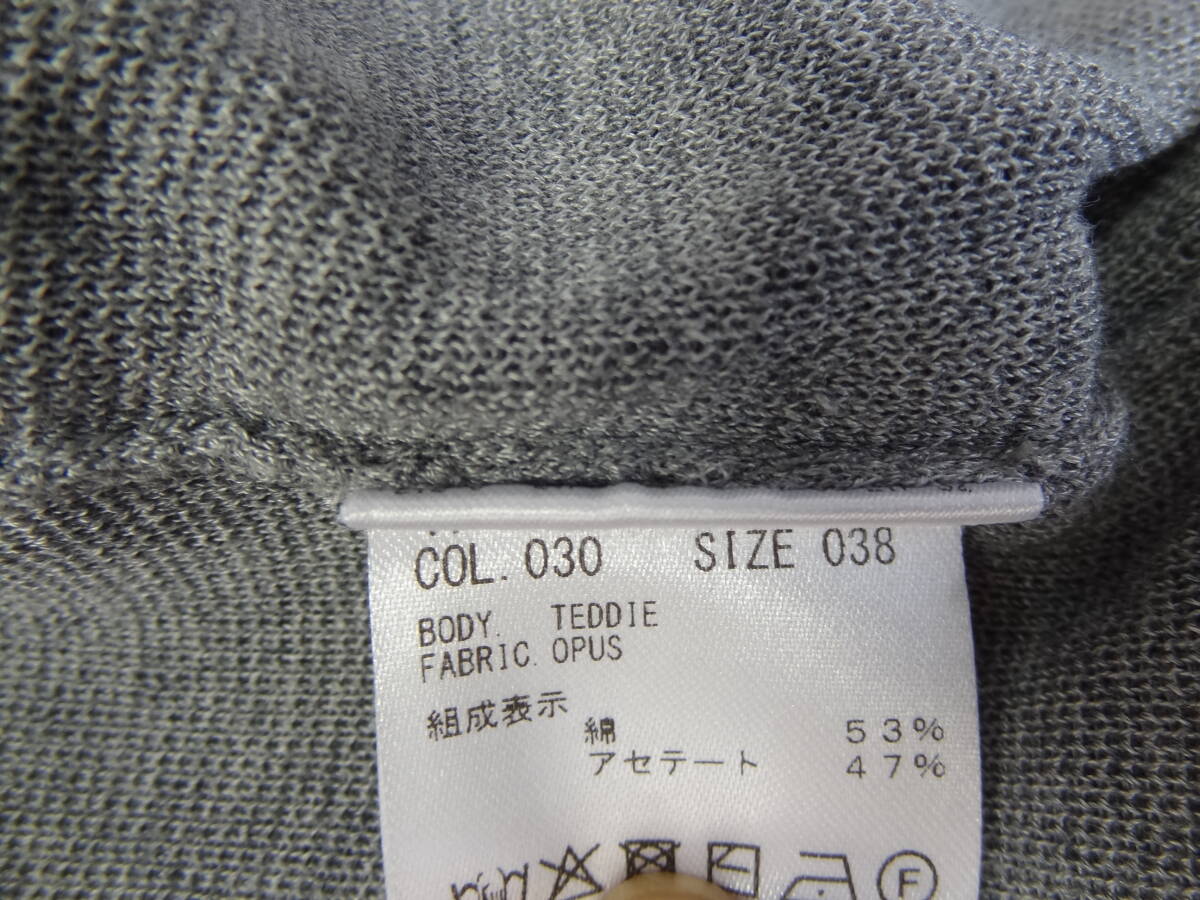 COL. 030 SIZE 038
BODY. TEDDIE
FABRIC. OPUS
組成表示
綿 53%
アセテート 47%
F